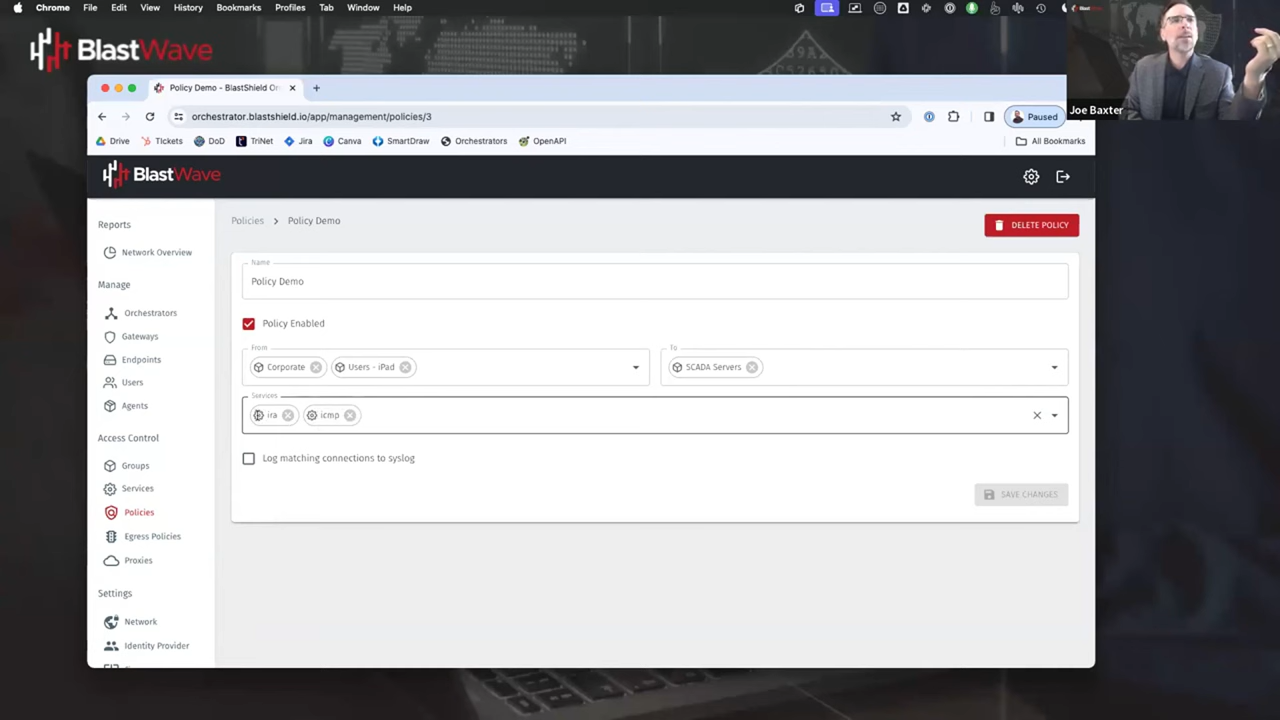 Chrome File Edit View History Bookmarks Profiles Tab Window Help
BlastWave
Joe Baxter
Policy Demo - BlastShield Or
orchestrator.blastshield.io/app/management/policies/3
Paused
Drive Tickets DoD TriNet Jira Canva SmartDraw Orchestrators OpenAPI All Bookmarks
BlastWave
Reports
Network Overview
Manage
Orchestrators
Gateways
Endpoints
Users
Agents
Access Control
Groups
Services
Policies
Egress Policies
Proxies
Settings
Network
Identity Provider
Policies > Policy Demo
DELETE POLICY
Name
Policy Demo
Policy Enabled
From
Corporate Users - iPad
To
SCADA Servers
Services
ira icmp
Log matching connections to syslog
SAVE CHANGES